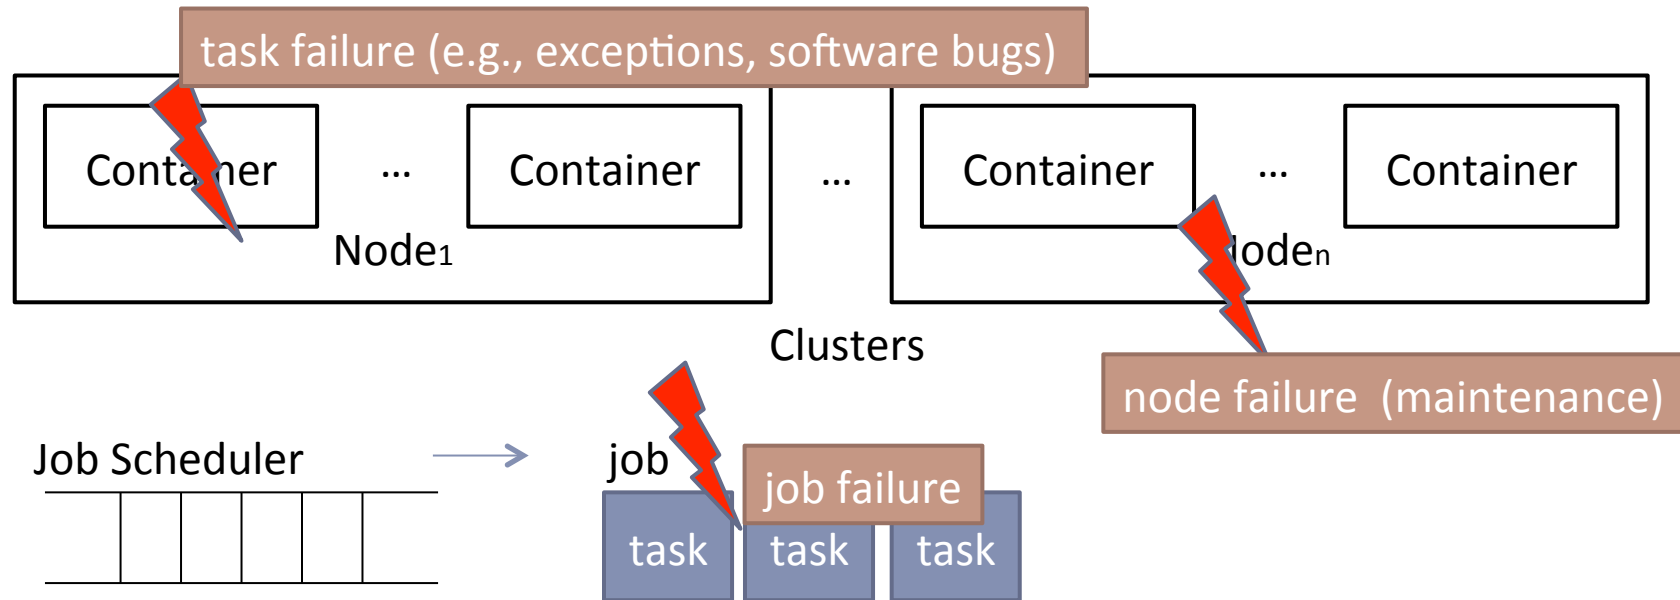 task failure (e.g., exceptions, software bugs)
Container ... Container ... Container ... Container
Node1 Noden
Clusters
node failure (maintenance)
Job Scheduler job
job failure
task task task